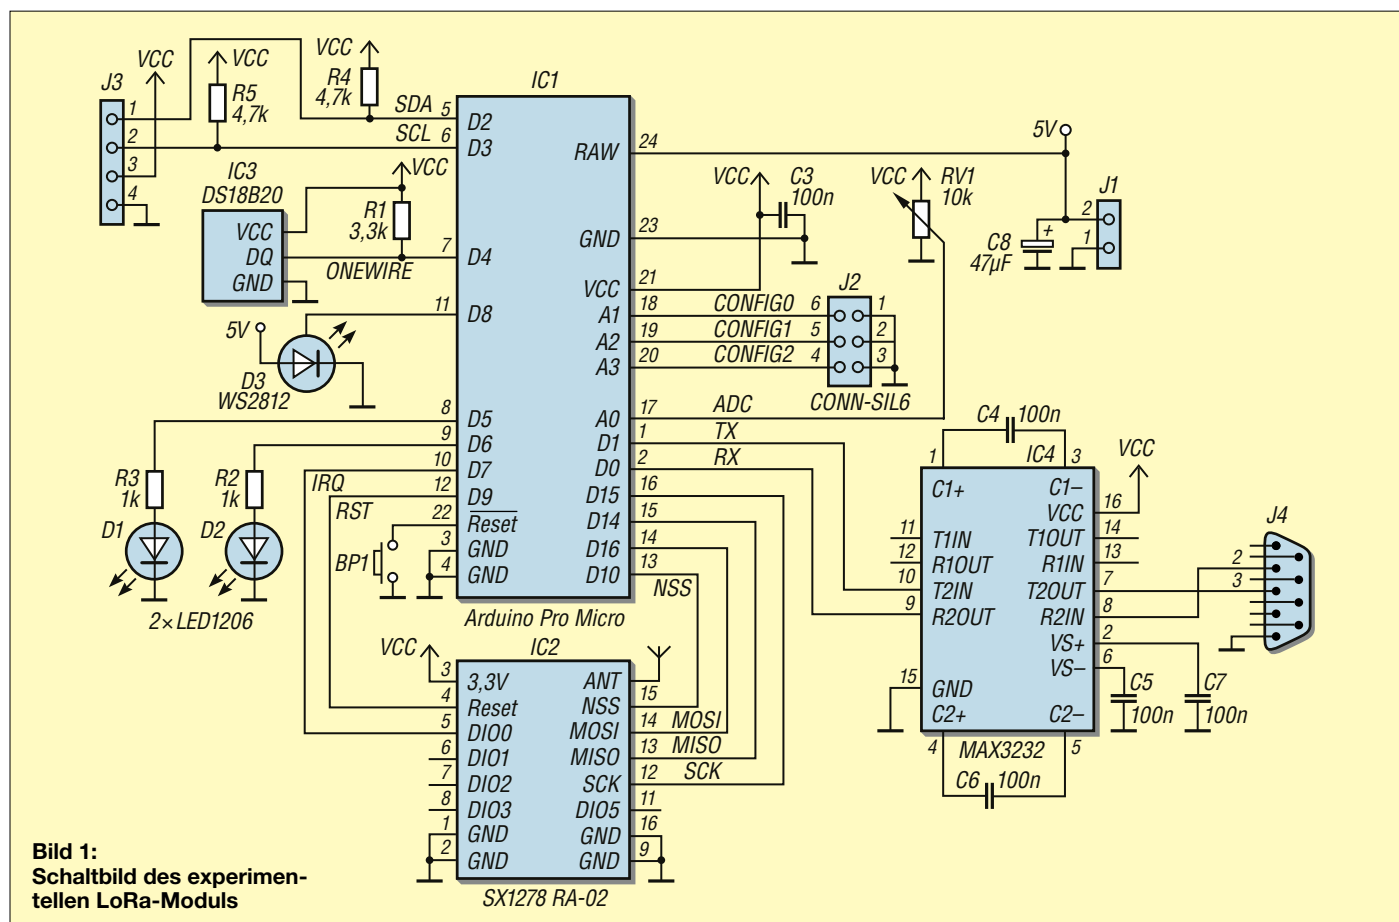 J3
VCC
VCC
R5
4,7k
VCC
R4
4,7k
1
2
3
4
SDA
5
SCL
6
IC1
D2
D3
RAW
24
5V
J1
2
1
C8
+
47µF
IC3
DS18B20
VCC
DQ
GND
VCC
R1
3,3k
ONEWIRE
7
D4
GND
23
VCC
C3
100n
VCC
RV1
10k
VCC
21
11
D8
5V
D3
WS2812
A1
18
CONFIG0
6
J2
1
A2
19
CONFIG1
5
2
A3
20
CONFIG2
4
3
CONN-SIL6
8
D5
9
D6
10
D7
12
D9
22
Reset
3
GND
4
GND
IRQ
RST
BP1
R3
1k
R2
1k
D1
D2
2×LED1206
A0
17
ADC
D1
1
TX
D0
2
RX
D15
16
D14
15
D16
14
D10
13
NSS
Arduino Pro Micro
C4
100n
1
IC4
3
C1+
C1–
VCC
16
VCC
11
T1IN
T1OUT
14
12
R1OUT
R1IN
13
10
T2IN
T2OUT
7
9
R2OUT
R2IN
8
VS+
2
VS–
6
15
GND
C2+
C2–
4
MAX3232
5
C6
100n
C5
100n
C7
100n
J4
2
3
IC2
VCC
3
3,3V
ANT
4
Reset
NSS
15
5
DIO0
MOSI
14
MOSI
6
DIO1
MISO
13
MISO
7
DIO2
SCK
12
SCK
8
DIO3
DIO5
11
1
GND
GND
16
2
GND
GND
9
SX1278 RA-02
Bild 1:
Schaltbild des experimen-
tellen LoRa-Moduls